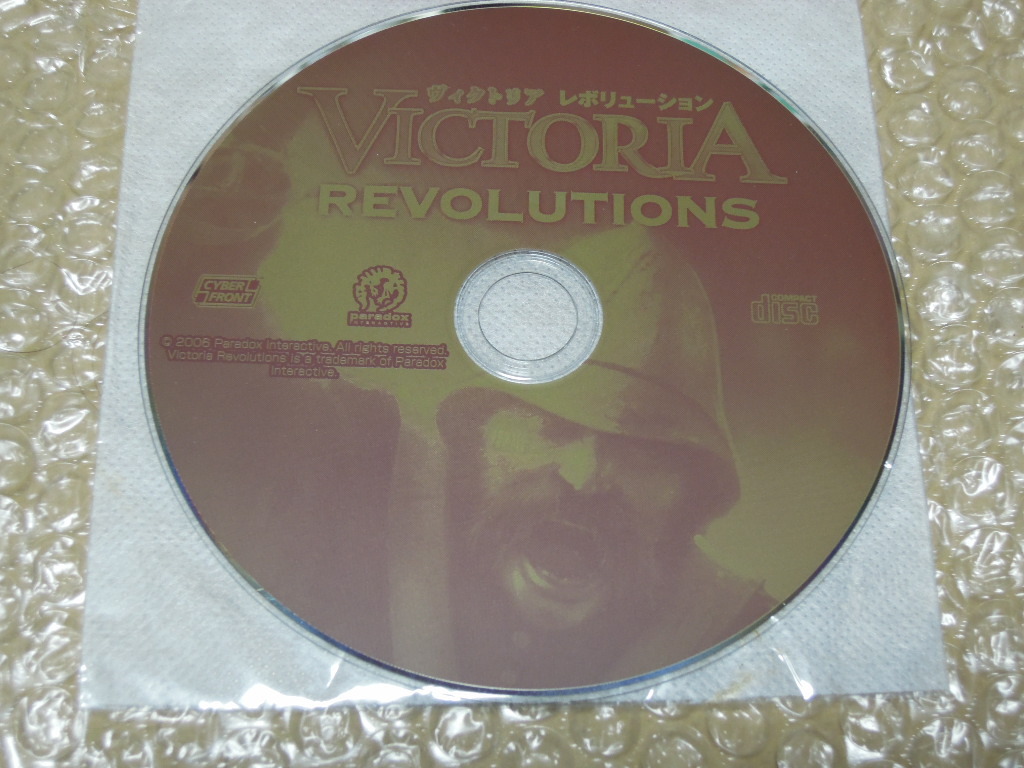 ヴィクトリア レボリューション
VICTORIA
REVOLUTIONS
CYBER
FRONT
paradox
INTERACTIVE
COMPACT
disc
© 2006 Paradox Interactive. All rights reserved.
Victoria Revolutions is a trademark of Paradox
Interactive.